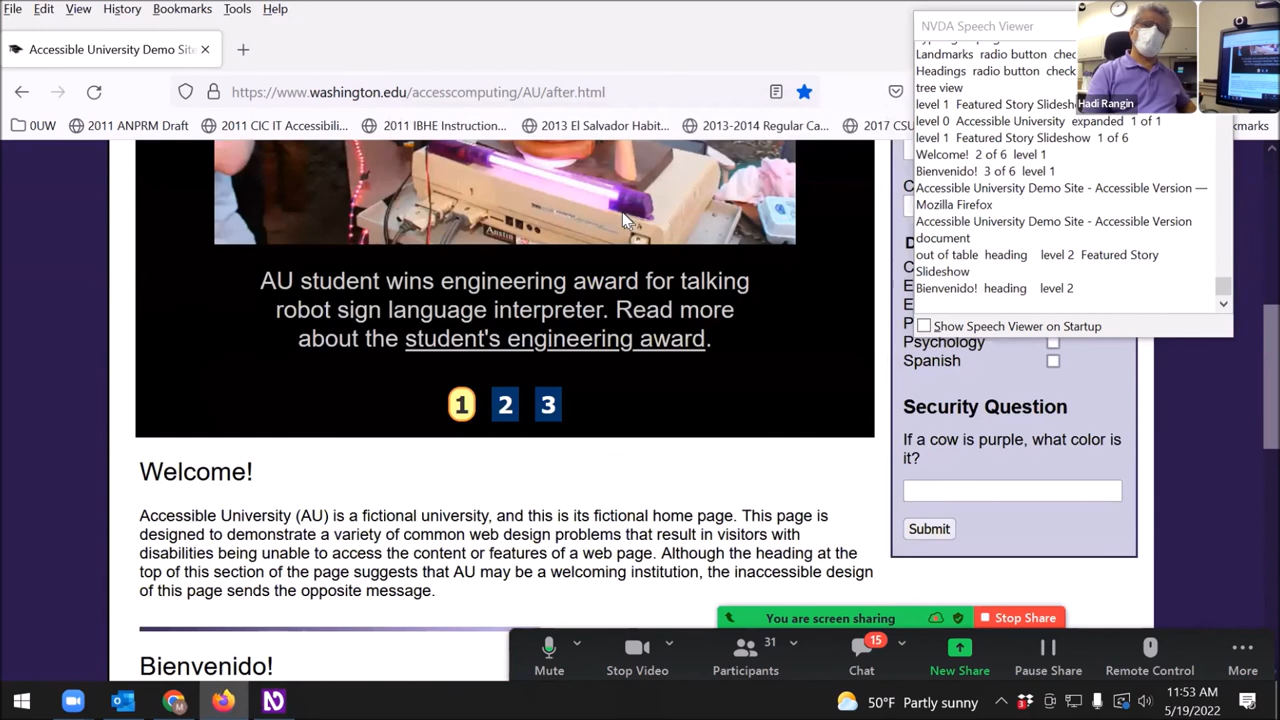 File Edit View History Bookmarks Tools Help
Accessible University Demo Sit
https://www.washington.edu/accesscomputing/AU/after.html
0UW 2011 ANPRM Draft 2011 CIC IT Accessibili... 2011 IBHE Instruction... 2013 El Salvador Habit... 2013-2014 Regular Ca... 2017 CSU
AU student wins engineering award for talking
robot sign language interpreter. Read more
about the student's engineering award.
1 2 3
Welcome!
Accessible University (AU) is a fictional university, and this is its fictional home page. This page is
designed to demonstrate a variety of common web design problems that result in visitors with
disabilities being unable to access the content or features of a web page. Although the heading at the
top of this section of the page suggests that AU may be a welcoming institution, the inaccessible design
of this page sends the opposite message.
Bienvenido!
NVDA Speech Viewer
Landmarks radio button check
Headings radio button check
tree view
level 1 Featured Story Slidesh
level 0 Accessible University expanded 1 of 1
level 1 Featured Story Slideshow 1 of 6
Welcome! 2 of 6 level 1
Bienvenido! 3 of 6 level 1
Accessible University Demo Site - Accessible Version —
Mozilla Firefox
Accessible University Demo Site - Accessible Version
document
out of table heading level 2 Featured Story
Slideshow
Bienvenido! heading level 2
Show Speech Viewer on Startup
Hadi Rangin
kmarks
Psychology
Spanish
Security Question
If a cow is purple, what color is
it?
Submit
You are screen sharing Stop Share
31 15
Mute Stop Video Participants Chat New Share Pause Share Remote Control More
50°F Partly sunny
11:53 AM
5/19/2022